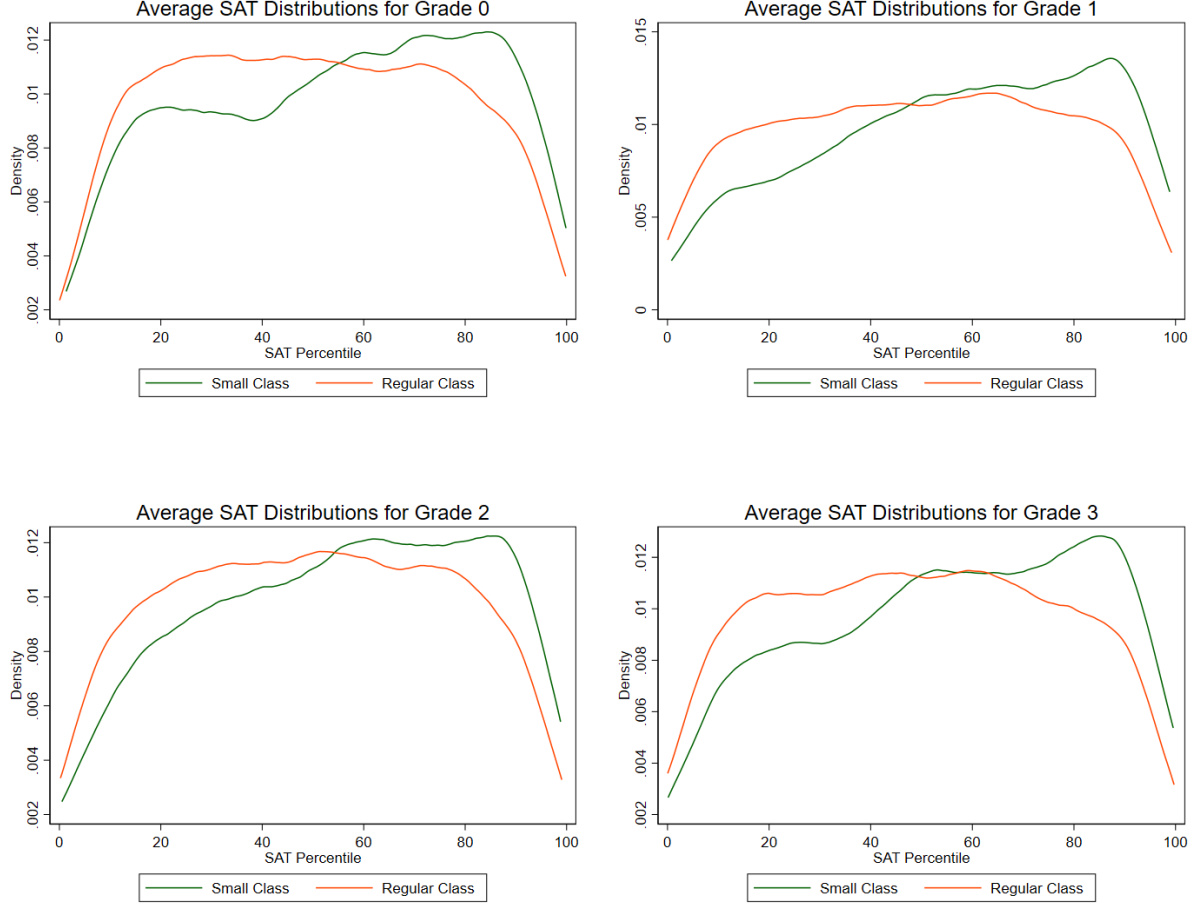 Average SAT Distributions for Grade 0
Density
.002 .004 .006 .008 .01 .012
0 20 40 60 80 100
SAT Percentile
Small Class Regular Class
Average SAT Distributions for Grade 1
Density
0 .005 .01 .015
0 20 40 60 80 100
SAT Percentile
Small Class Regular Class
Average SAT Distributions for Grade 2
Density
.002 .004 .006 .008 .01 .012
0 20 40 60 80 100
SAT Percentile
Small Class Regular Class
Average SAT Distributions for Grade 3
Density
.002 .004 .006 .008 .01 .012
0 20 40 60 80 100
SAT Percentile
Small Class Regular Class